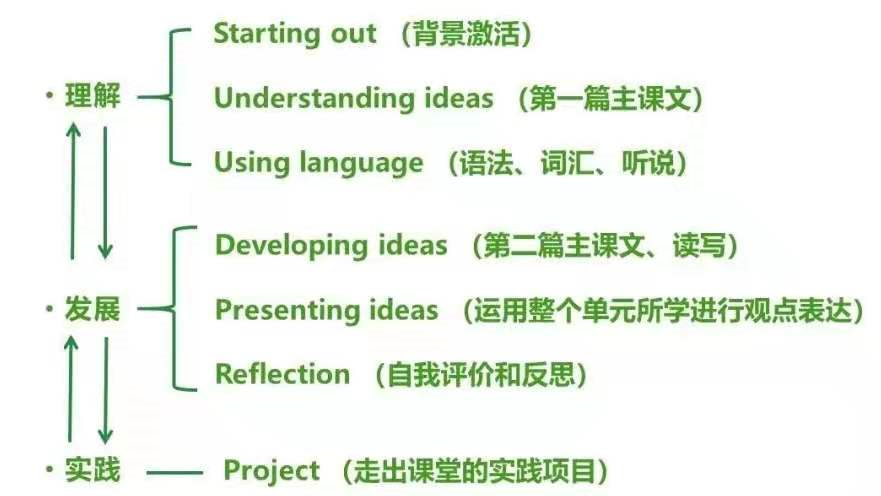 Starting out （背景激活）
• 理解
Understanding ideas （第一篇主课文）
Using language （语法、词汇、听说）
Developing ideas （第二篇主课文、读写）
• 发展
Presenting ideas （运用整个单元所学进行观点表达）
Reflection （自我评价和反思）
• 实践
Project （走出课堂的实践项目）